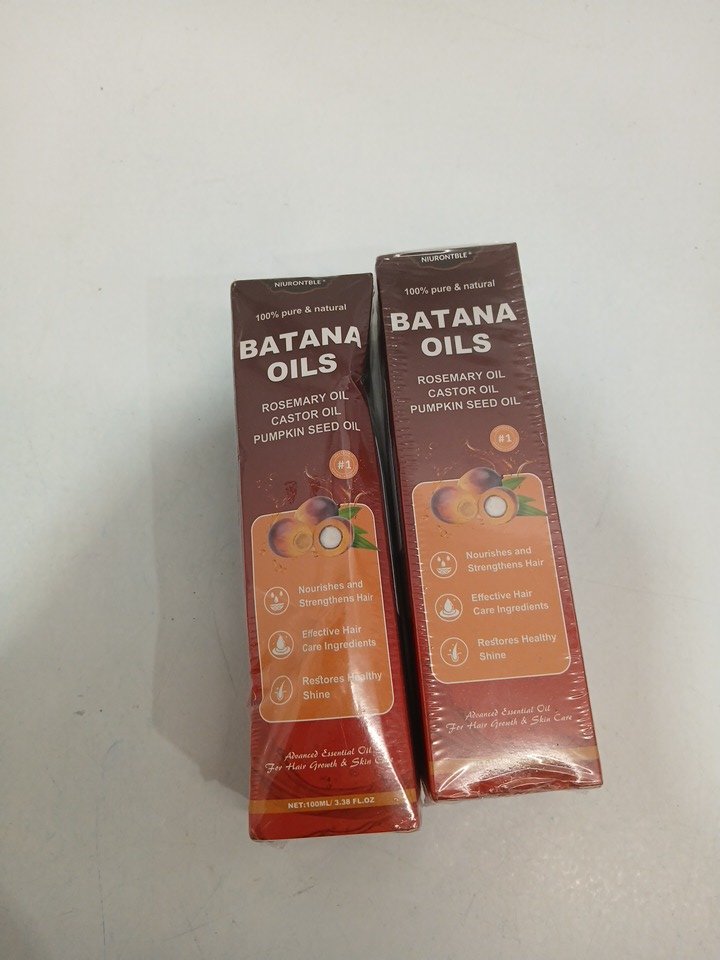 NIURONTBLE
100% pure & natural
BATANA
OILS
ROSEMARY OIL
CASTOR OIL
PUMPKIN SEED OIL
#1
Nourishes and
Strengthens Hair
Effective Hair
Care Ingredients
Restores Healthy
Shine
Advanced Essential Oil
For Hair Growth & Skin Care
NET:100ML/ 3.38 FL.OZ
NIURONTBLE
100% pure & natural
BATANA
OILS
ROSEMARY OIL
CASTOR OIL
PUMPKIN SEED OIL
#1
Nourishes and
Strengthens Hair
Effective Hair
Care Ingredients
Restores Healthy
Shine
Advanced Essential Oil
For Hair Growth & Skin Care